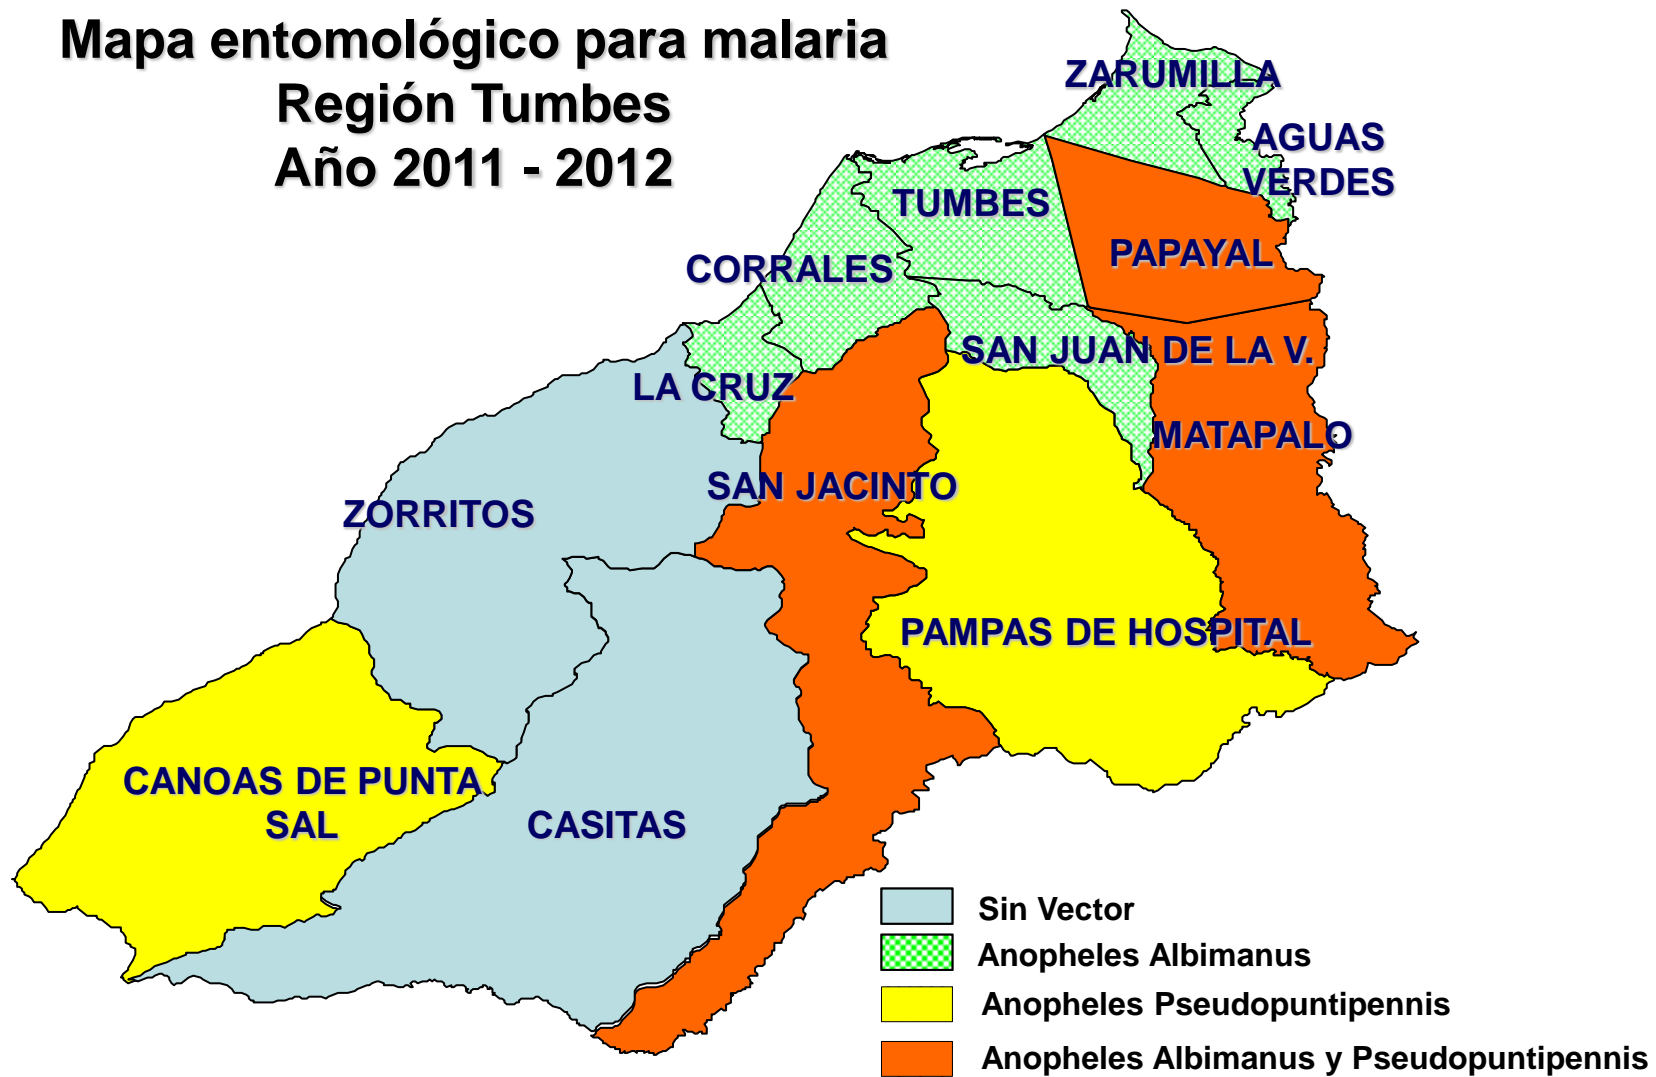 Mapa entomológico para malaria
Región Tumbes
Año 2011 - 2012
ZARUMILLA
AGUAS
VERDES
TUMBES
PAPAYAL
CORRALES
SAN JUAN DE LA V.
LA CRUZ
MATAPALO
SAN JACINTO
ZORRITOS
PAMPAS DE HOSPITAL
CANOAS DE PUNTA
SAL
CASITAS
Sin Vector
Anopheles Albimanus
Anopheles Pseudopuntipennis
Anopheles Albimanus y Pseudopuntipennis